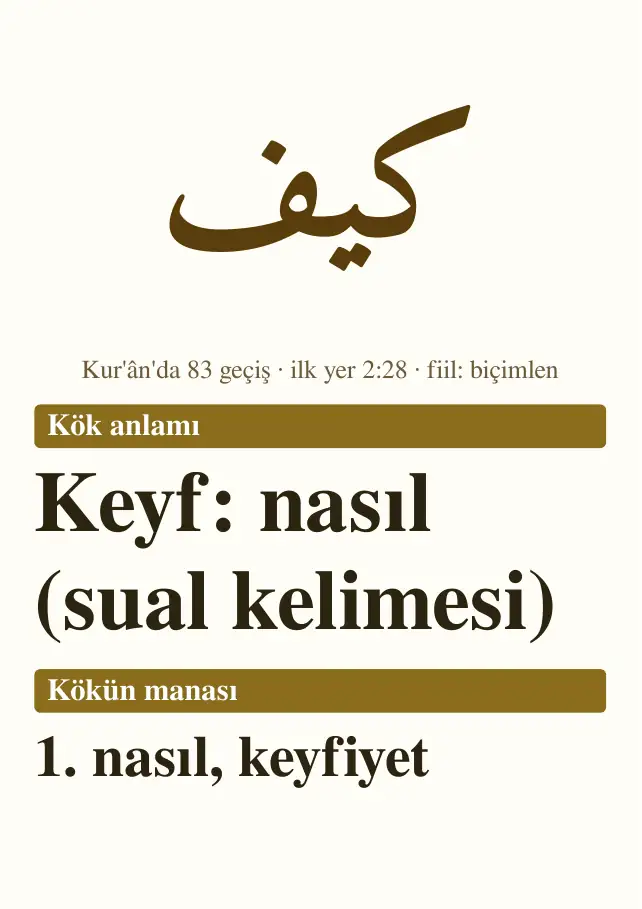 كيف
Kur'ân'da 83 geçiş · ilk yer 2:28 · fiil: biçimlen
Kök anlamı
Keyf: nasıl
(sual kelimesi)
Kökün manası
1. nasıl, keyfiyet